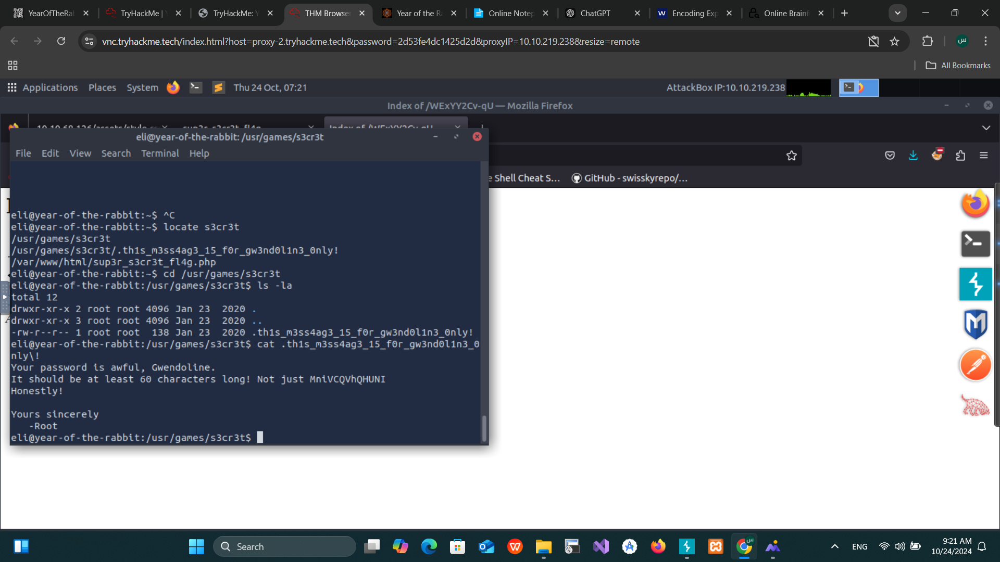 YearOfTheRa
TryHackMe |
TryHackMe:
THM Browse
Year of the R
Online Notep
ChatGPT
Encoding Exp
Online Brainf
vnc.tryhackme.tech/index.html?host=proxy-2.tryhackme.tech&password=2d53fe4dc1425d2d&proxyIP=10.10.219.238&resize=remote
س
All Bookmarks
Applications Places System Thu 24 Oct, 07:21 AttackBox IP:10.10.219.238
Index of /WExYY2Cv-qU — Mozilla Firefox
10.10.68.126/assets/style.cs
sup3r_s3cr3t_fl4g.
Index of /WExYY2Cv-qU
eli@year-of-the-rabbit: /usr/games/s3cr3t
File Edit View Search Terminal Help
e Shell Cheat S… GitHub - swisskyrepo/…
eli@year-of-the-rabbit:~$ ^C
eli@year-of-the-rabbit:~$ locate s3cr3t
/usr/games/s3cr3t
/usr/games/s3cr3t/.th1s_m3ss4ag3_15_f0r_gw3nd0l1n3_0nly!
/var/www/html/sup3r_s3cr3t_fl4g.php
eli@year-of-the-rabbit:~$ cd /usr/games/s3cr3t
eli@year-of-the-rabbit:/usr/games/s3cr3t$ ls -la
total 12
drwxr-xr-x 2 root root 4096 Jan 23  2020 .
drwxr-xr-x 3 root root 4096 Jan 23  2020 ..
-rw-r--r-- 1 root root  138 Jan 23  2020 .th1s_m3ss4ag3_15_f0r_gw3nd0l1n3_0nly!
eli@year-of-the-rabbit:/usr/games/s3cr3t$ cat .th1s_m3ss4ag3_15_f0r_gw3nd0l1n3_0
nly\!
Your password is awful, Gwendoline.
It should be at least 60 characters long! Not just MniVCQVhQHUNI
Honestly!
Yours sincerely
   -Root
eli@year-of-the-rabbit:/usr/games/s3cr3t$
Search
ENG
9:21 AM
10/24/2024